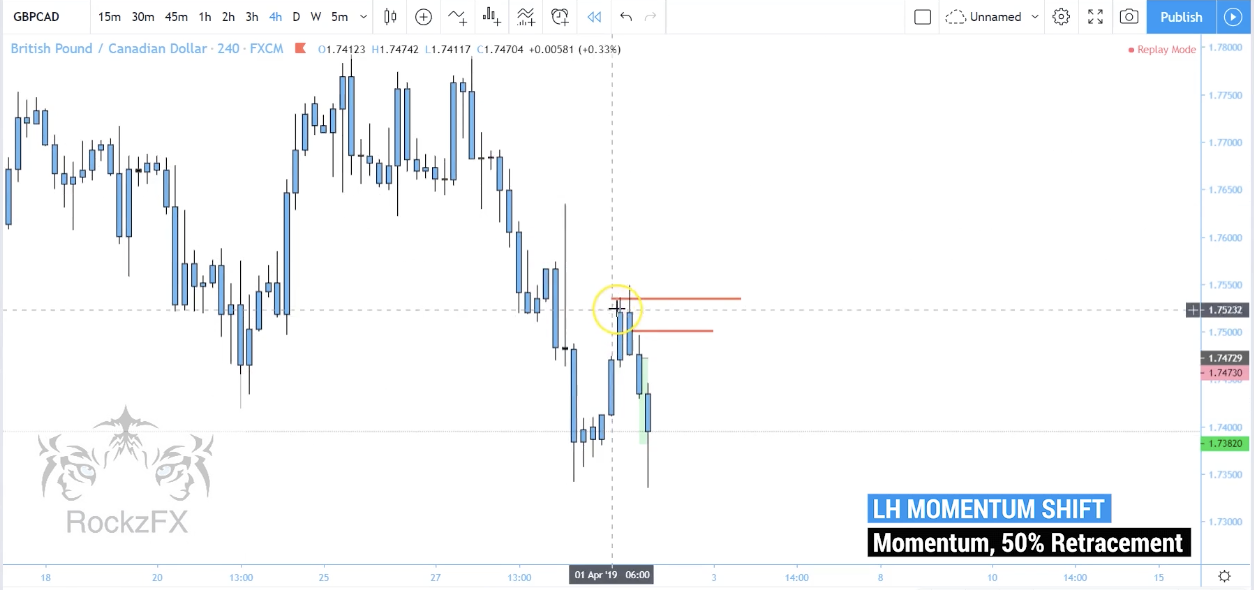 GBPCAD 15m 30m 45m 1h 2h 3h 4h D W 5m Unnamed Publish
British Pound / Canadian Dollar · 240 · FXCM O1.74123 H1.74742 L1.74117 C1.74704 +0.00581 (+0.33%)
Replay Mode
1.78000
1.77500
1.77000
1.76500
1.76000
1.75500
1.75232
1.75000
1.74729
1.74730
1.74000
1.73820
1.73500
1.73000
RockzFX
LH MOMENTUM SHIFT
Momentum, 50% Retracement
18 20 13:00 25 27 13:00 01 Apr '19 06:00 3 14:00 8 10 14:00 15